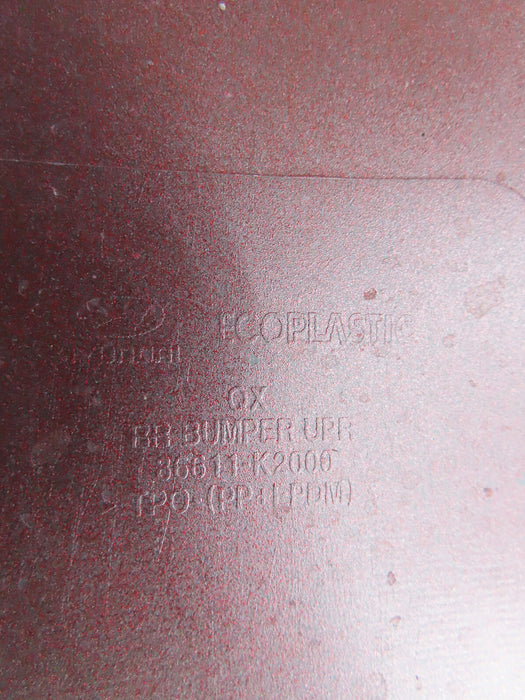 HYUNDAI ECOPLASTIC
QX
RR BUMPER UPR
86611-K2000
TPO (PP+EPDM)